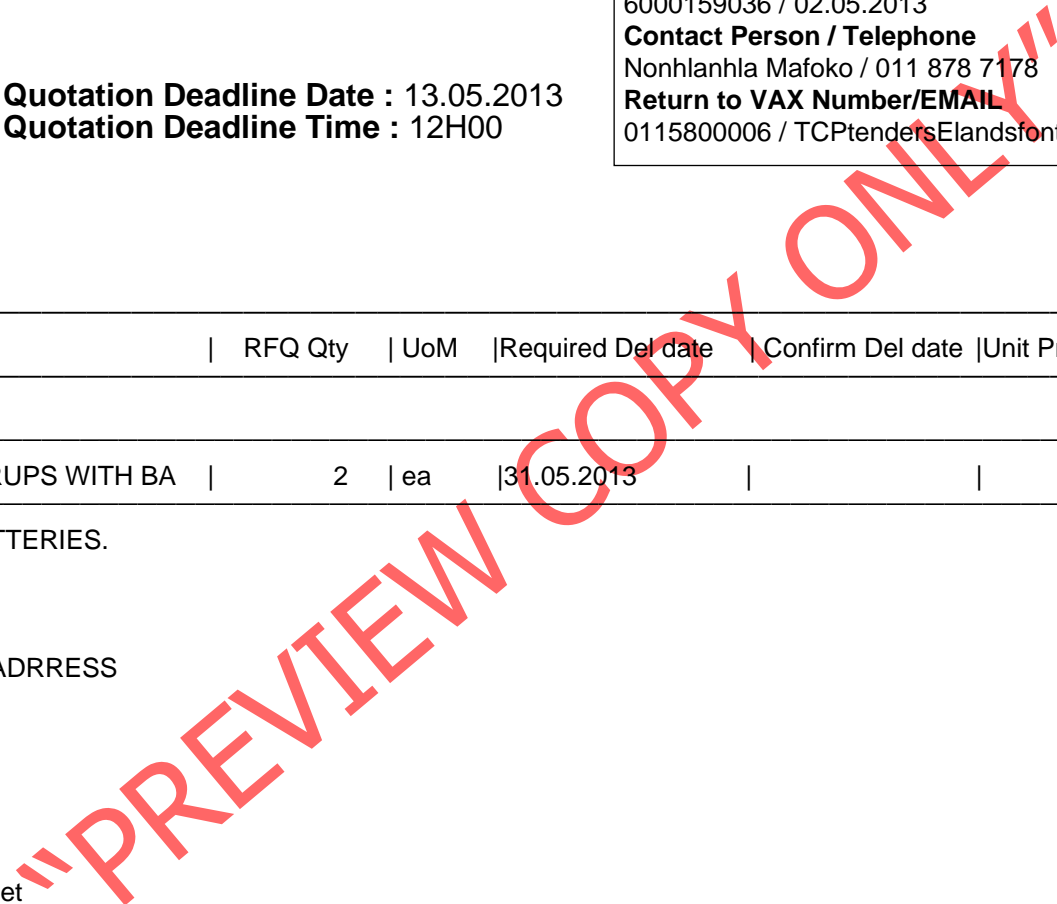 6000159036 / 02.05.2013
Contact Person / Telephone
Nonhlanhla Mafoko / 011 878 7178
Quotation Deadline Date : 13.05.2013
Return to VAX Number/EMAIL
Quotation Deadline Time : 12H00
0115800006 / TCPtendersElandsfont
| RFQ Qty | UoM |Required Del date | Confirm Del date |Unit Pr
RUPS WITH BA | 2 | ea |31.05.2013 | |
TTERIES.
ADRRESS
et
"PREVIEW COPY ONLY"